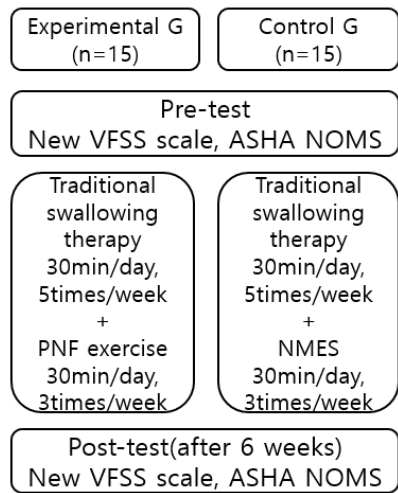 Experimental G
(n=15)
Control G
(n=15)
Pre-test
New VFSS scale, ASHA NOMS
Traditional
swallowing
therapy
30min/day,
5times/week
+
PNF exercise
30min/day,
3times/week
Traditional
swallowing
therapy
30min/day,
5times/week
+
NMES
30min/day,
3times/week
Post-test(after 6 weeks)
New VFSS scale, ASHA NOMS